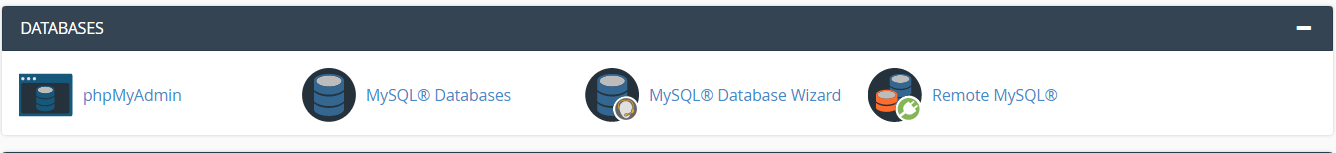 DATABASES
phpMyAdmin
MySQL® Databases
MySQL® Database Wizard
Remote MySQL®